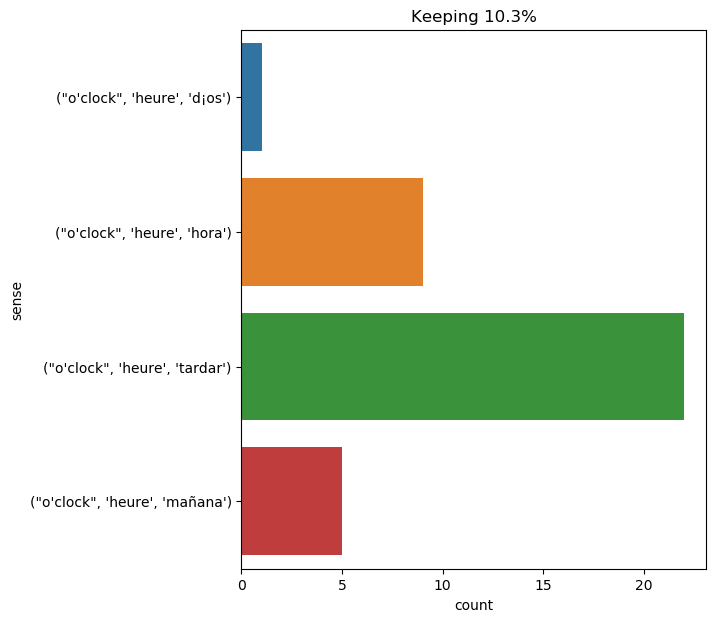 Keeping 10.3%
("o'clock", 'heure', 'd¡os')
("o'clock", 'heure', 'hora')
("o'clock", 'heure', 'tardar')
("o'clock", 'heure', 'mañana')
sense
0 5 10 15 20
count